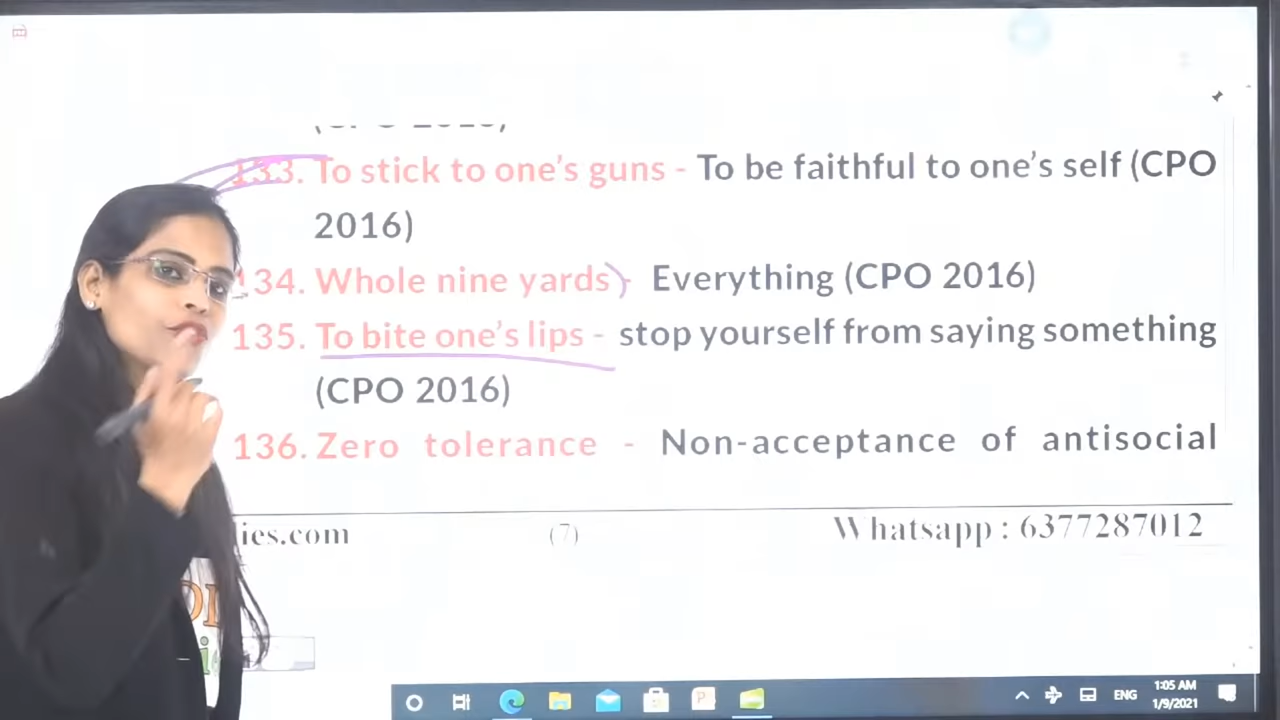 133. To stick to one's guns - To be faithful to one's self (CPO
2016)
134. Whole nine yards - Everything (CPO 2016)
135. To bite one's lips - stop yourself from saying something
(CPO 2016)
136. Zero tolerance - Non-acceptance of antisocial
ies.com (7) Whatsapp : 6377287012
ENG 1:05 AM
1/9/2021